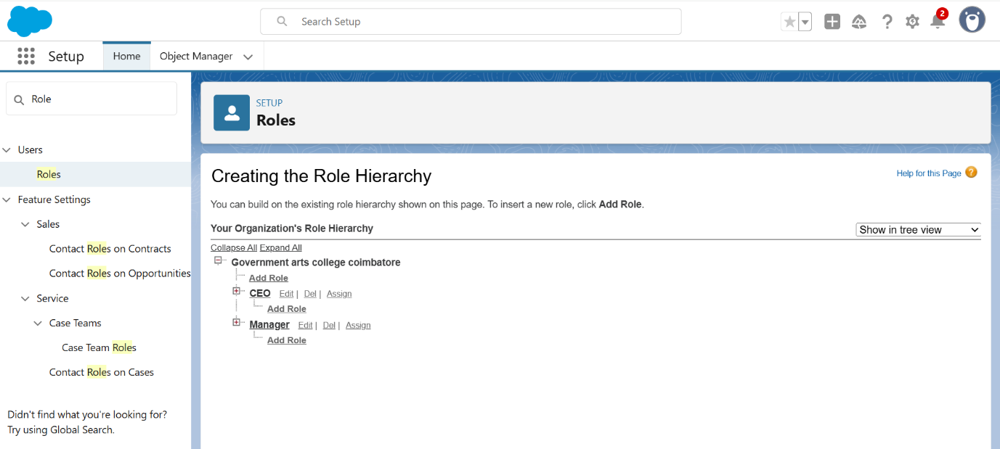 Search Setup
2
Setup
Home
Object Manager
Role
Users
Roles
Feature Settings
Sales
Contact Roles on Contracts
Contact Roles on Opportunities
Service
Case Teams
Case Team Roles
Contact Roles on Cases
Didn't find what you're looking for?
Try using Global Search.
SETUP
Roles
Creating the Role Hierarchy
Help for this Page ?
You can build on the existing role hierarchy shown on this page. To insert a new role, click Add Role.
Your Organization's Role Hierarchy
Show in tree view
Collapse All Expand All
Government arts college coimbatore
Add Role
CEO Edit | Del | Assign
Add Role
Manager Edit | Del | Assign
Add Role